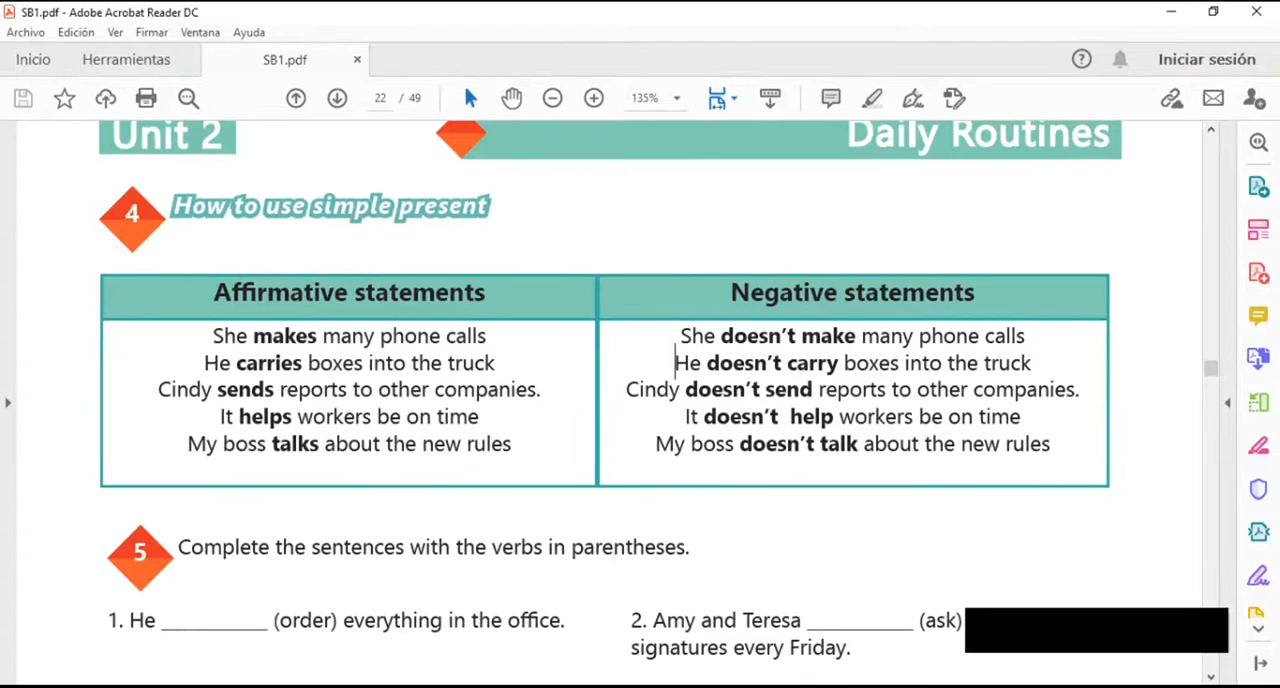 SB1.pdf - Adobe Acrobat Reader DC
Archivo Edición Ver Firmar Ventana Ayuda
Inicio Herramientas SB1.pdf × Iniciar sesión
22 / 49 135%
Unit 2 Daily Routines
4 How to use simple present
Affirmative statements
She makes many phone calls
He carries boxes into the truck
Cindy sends reports to other companies.
It helps workers be on time
My boss talks about the new rules
Negative statements
She doesn't make many phone calls
He doesn't carry boxes into the truck
Cindy doesn't send reports to other companies.
It doesn't help workers be on time
My boss doesn't talk about the new rules
5 Complete the sentences with the verbs in parentheses.
1. He __________ (order) everything in the office.
2. Amy and Teresa __________ (ask)
signatures every Friday.